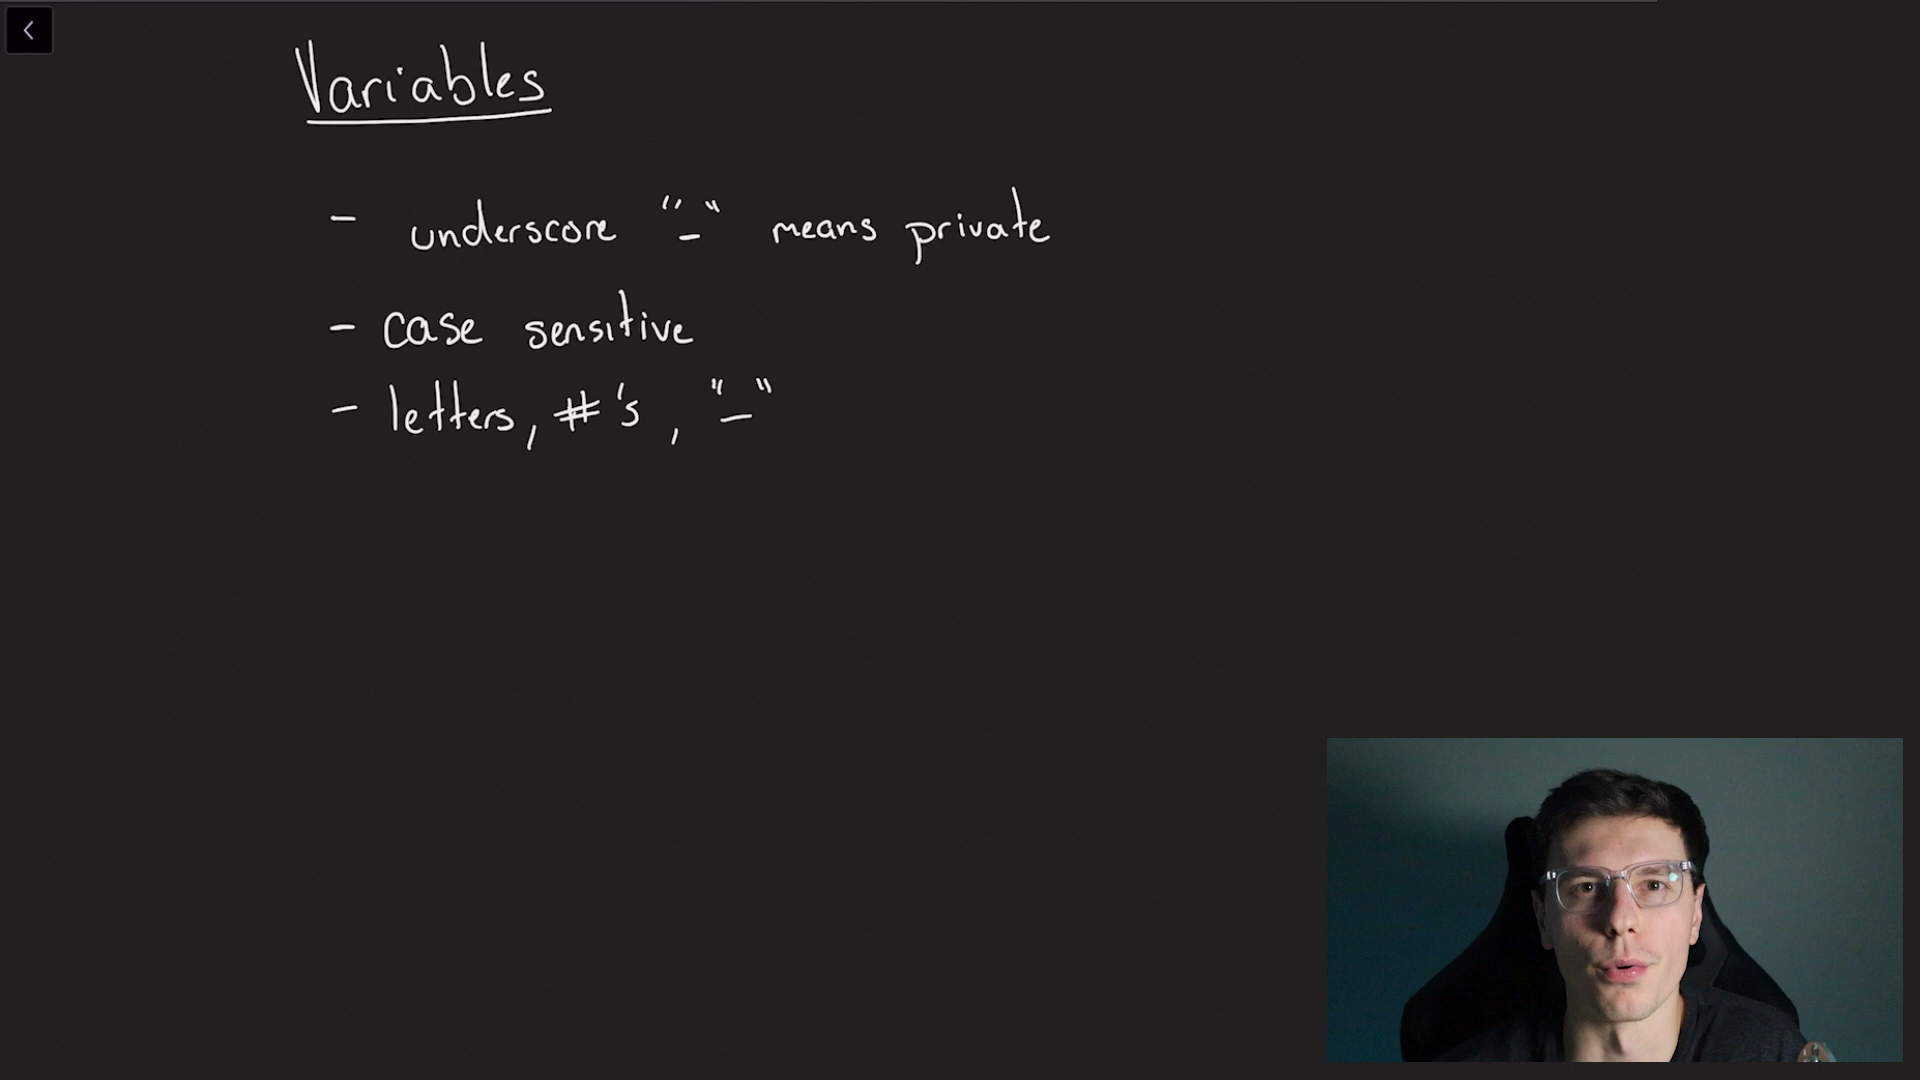 Variables
- underscore "_" means private
- case sensitive
- letters, #'s, "_"